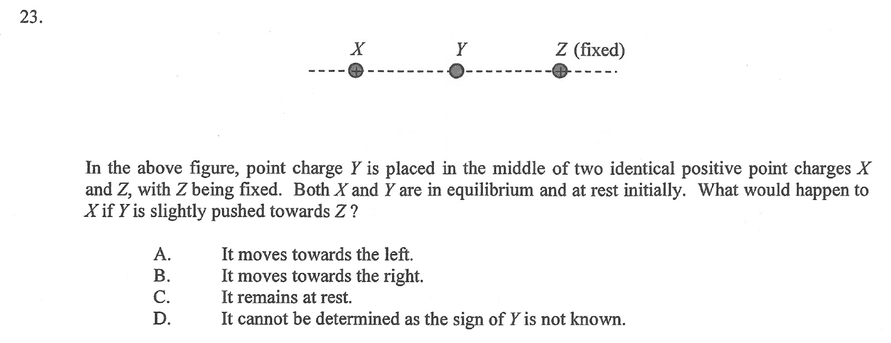 23.
X Y Z (fixed)
In the above figure, point charge Y is placed in the middle of two identical positive point charges X
and Z, with Z being fixed. Both X and Y are in equilibrium and at rest initially. What would happen to
X if Y is slightly pushed towards Z ?
A. It moves towards the left.
B. It moves towards the right.
C. It remains at rest.
D. It cannot be determined as the sign of Y is not known.